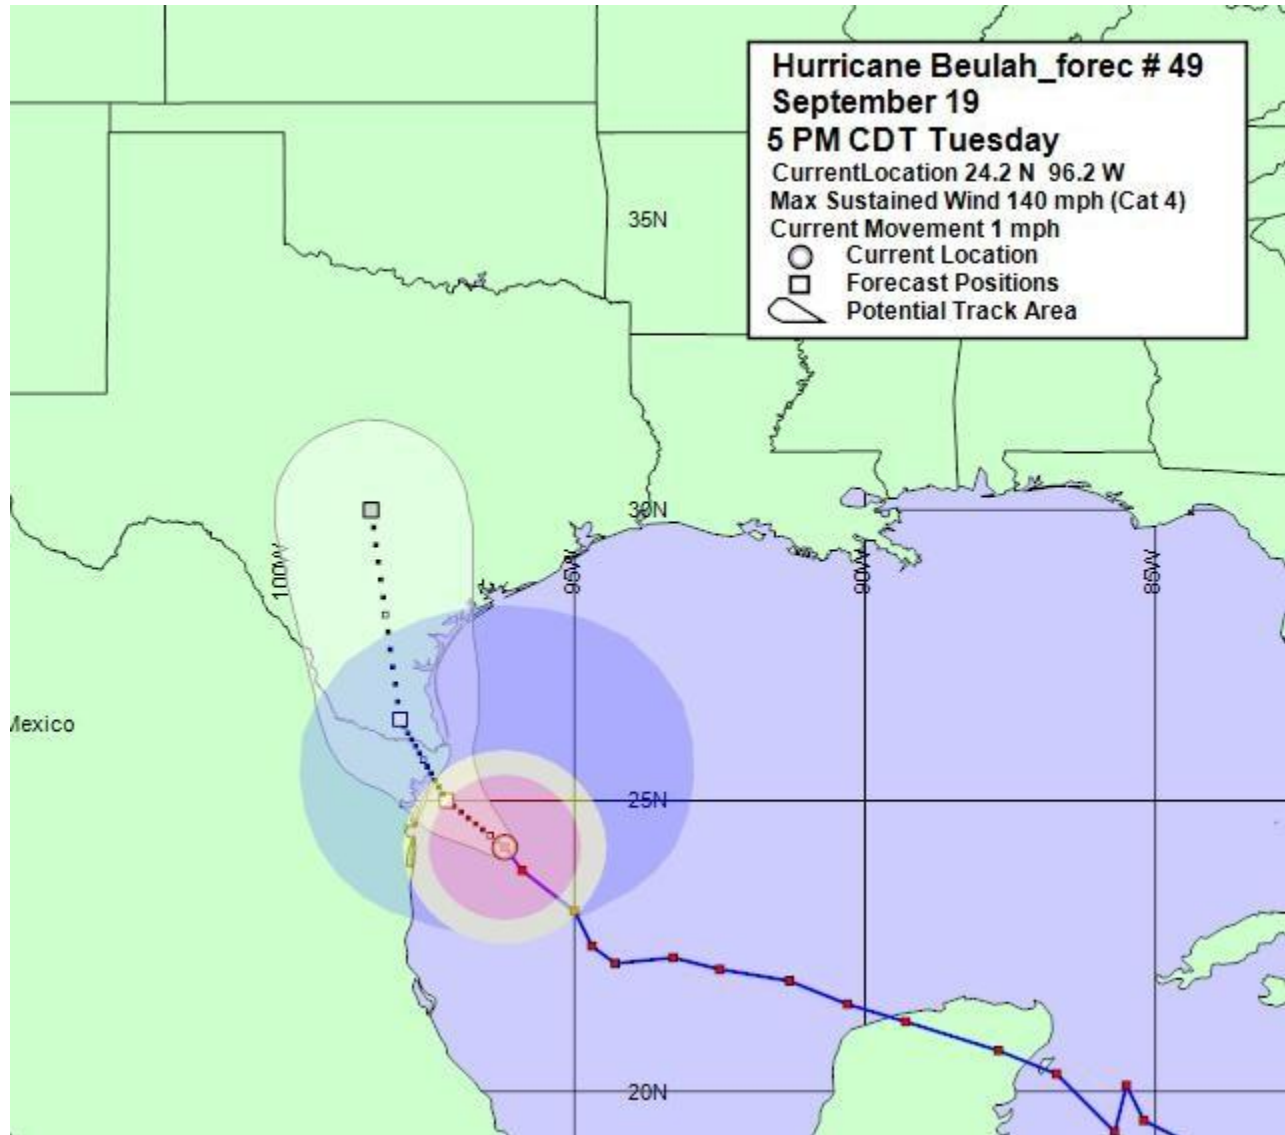 Hurricane Beulah_forec # 49
September 19
5 PM CDT Tuesday
CurrentLocation 24.2 N 96.2 W
Max Sustained Wind 140 mph (Cat 4)
Current Movement 1 mph
Current Location
Forecast Positions
Potential Track Area
35N
30N
100W
95W
90W
85W
Mexico
25N
20N